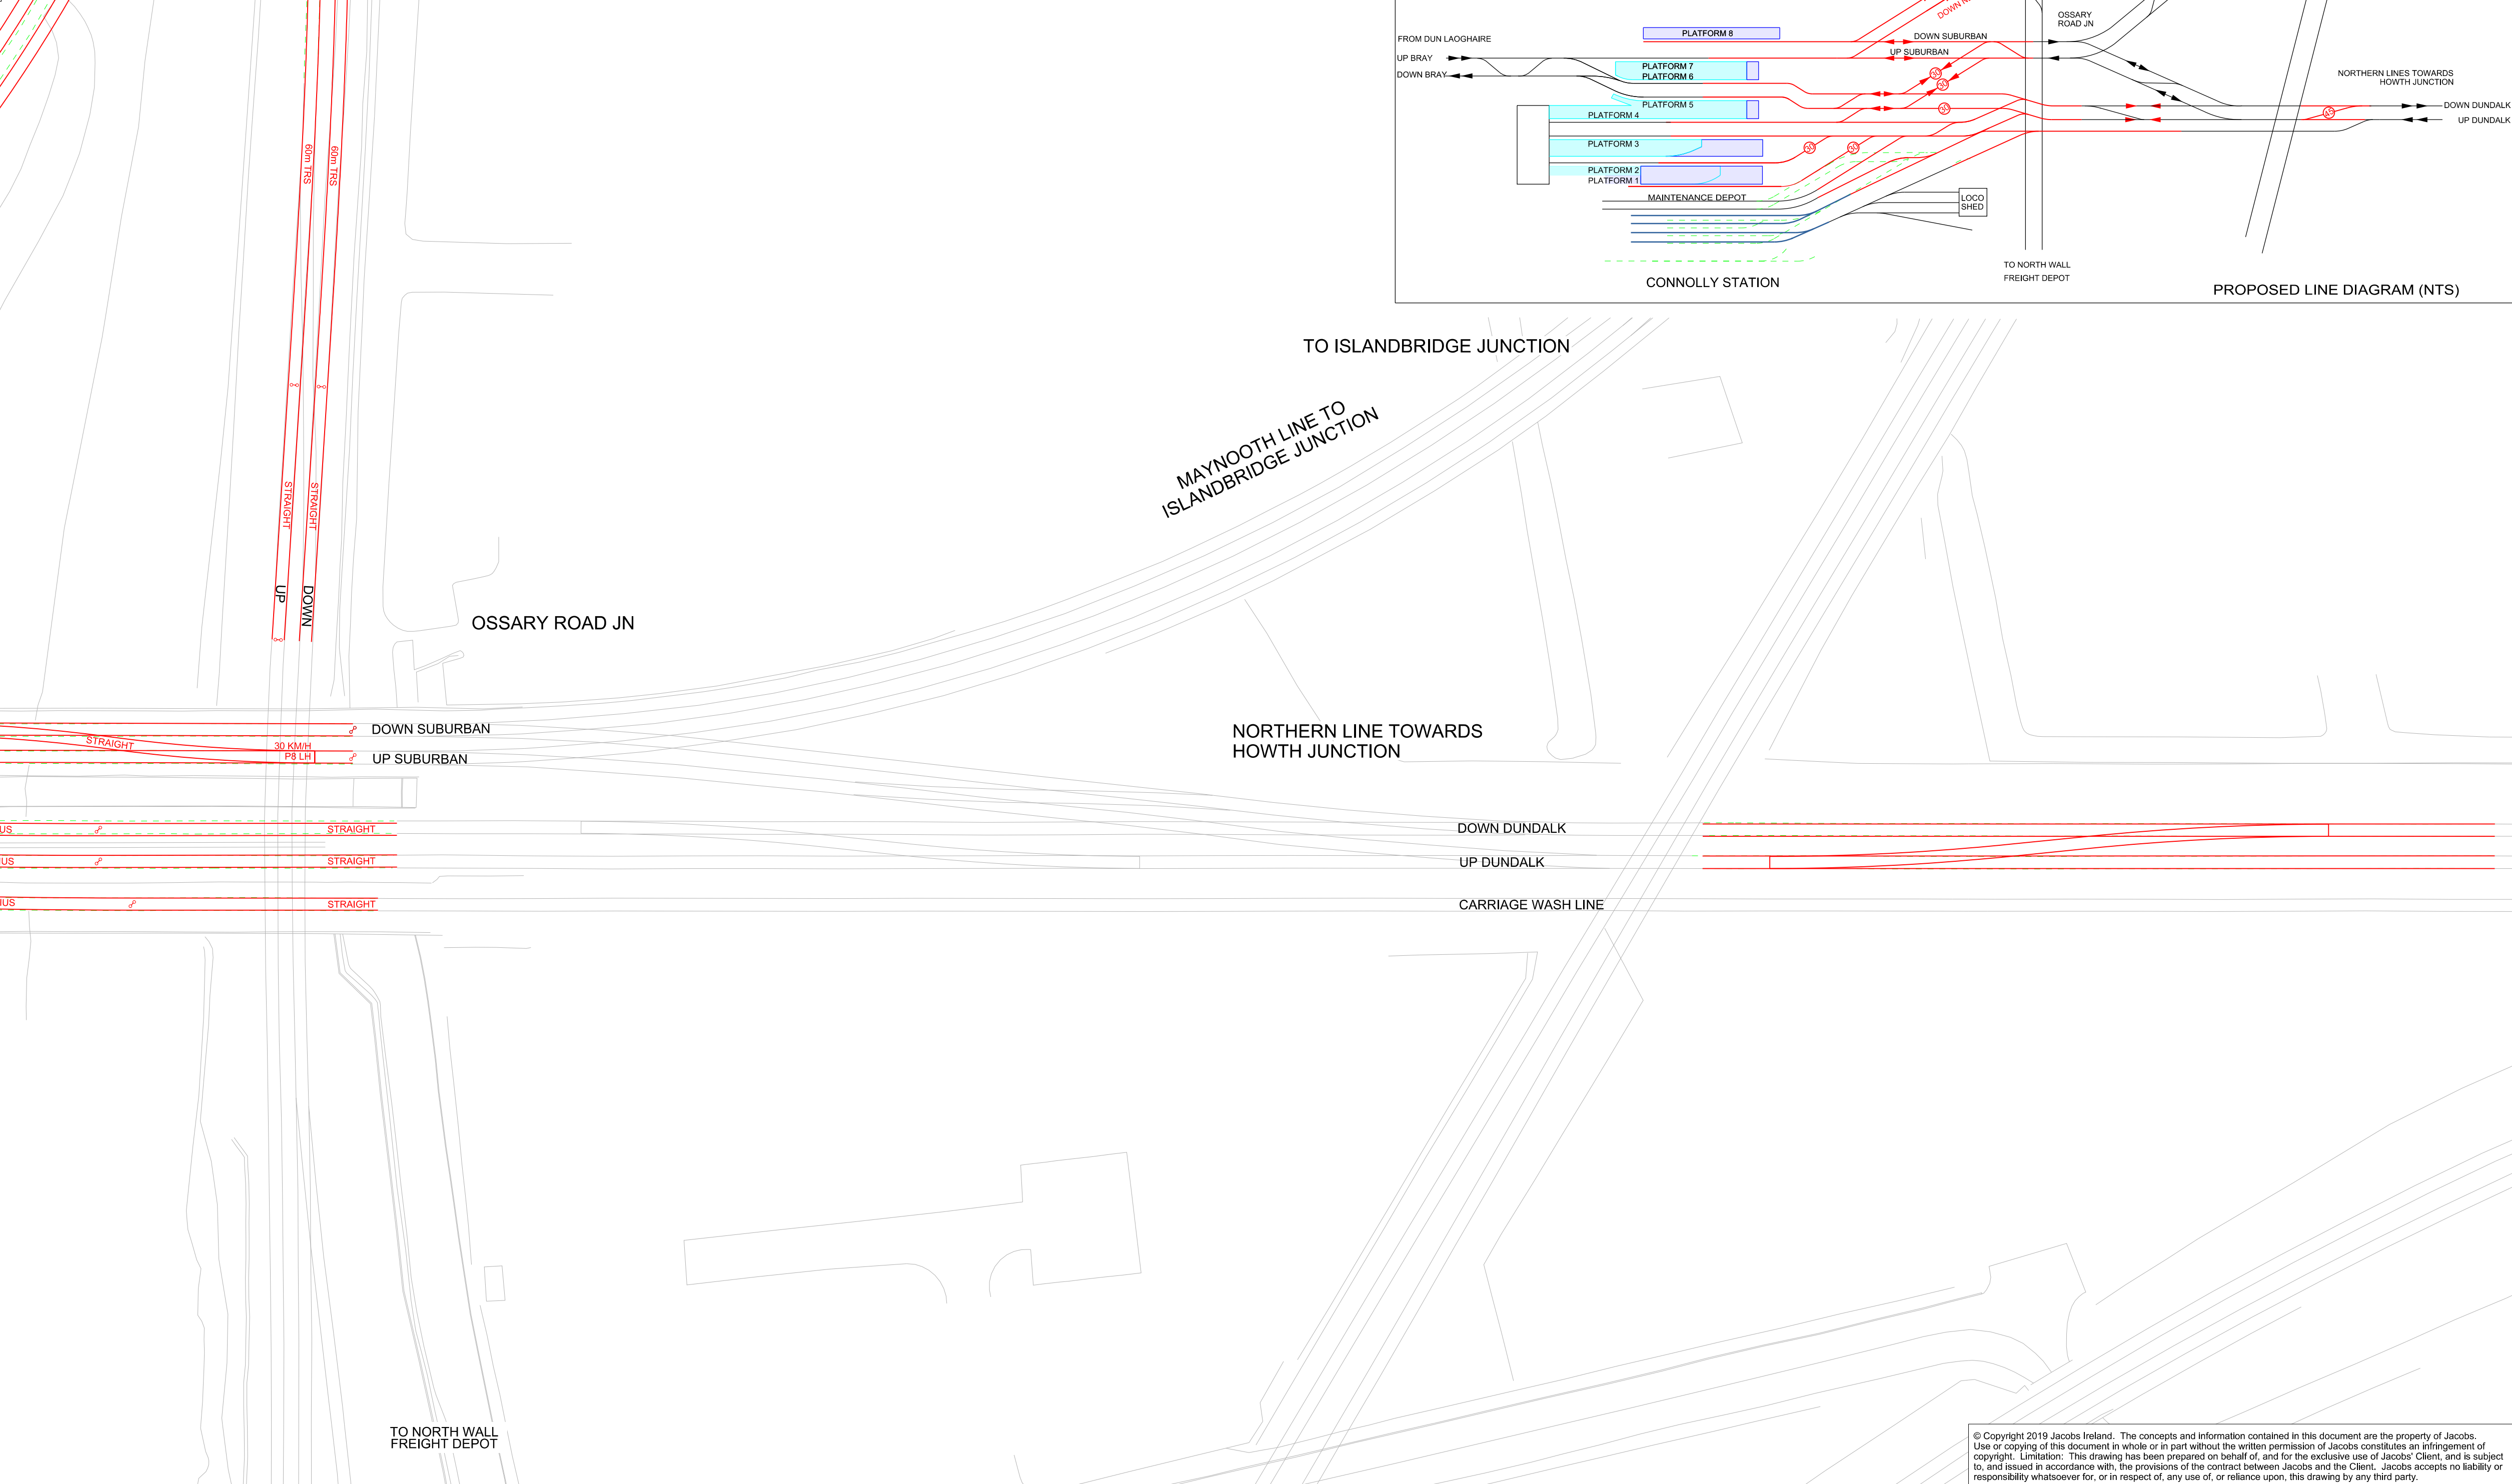 DOWN N
OSSARY
ROAD JN
PLATFORM 8
FROM DUN LAOGHAIRE
DOWN SUBURBAN
UP SUBURBAN
UP BRAY
DOWN BRAY
PLATFORM 7
PLATFORM 6
30
30
30
NORTHERN LINES TOWARDS
HOWTH JUNCTION
PLATFORM 5
PLATFORM 4
45
DOWN DUNDALK
UP DUNDALK
PLATFORM 3
30
30
PLATFORM 2
PLATFORM 1
MAINTENANCE DEPOT
LOCO
SHED
TO NORTH WALL
FREIGHT DEPOT
CONNOLLY STATION
PROPOSED LINE DIAGRAM (NTS)
60m TRS
60m TRS
TO ISLANDBRIDGE JUNCTION
MAYNOOTH LINE TO
ISLANDBRIDGE JUNCTION
STRAIGHT
STRAIGHT
UP
DOWN
OSSARY ROAD JN
DOWN SUBURBAN
STRAIGHT
30 KM/H
P8 LH
UP SUBURBAN
NORTHERN LINE TOWARDS
HOWTH JUNCTION
US
STRAIGHT
DOWN DUNDALK
IUS
STRAIGHT
UP DUNDALK
IUS
STRAIGHT
CARRIAGE WASH LINE
TO NORTH WALL
FREIGHT DEPOT
© Copyright 2019 Jacobs Ireland. The concepts and information contained in this document are the property of Jacobs.
Use or copying of this document in whole or in part without the written permission of Jacobs constitutes an infringement of
copyright. Limitation: This drawing has been prepared on behalf of, and for the exclusive use of Jacobs' Client, and is subject
to, and issued in accordance with, the provisions of the contract between Jacobs and the Client. Jacobs accepts no liability or
responsibility whatsoever for, or in respect of, any use of, or reliance upon, this drawing by any third party.